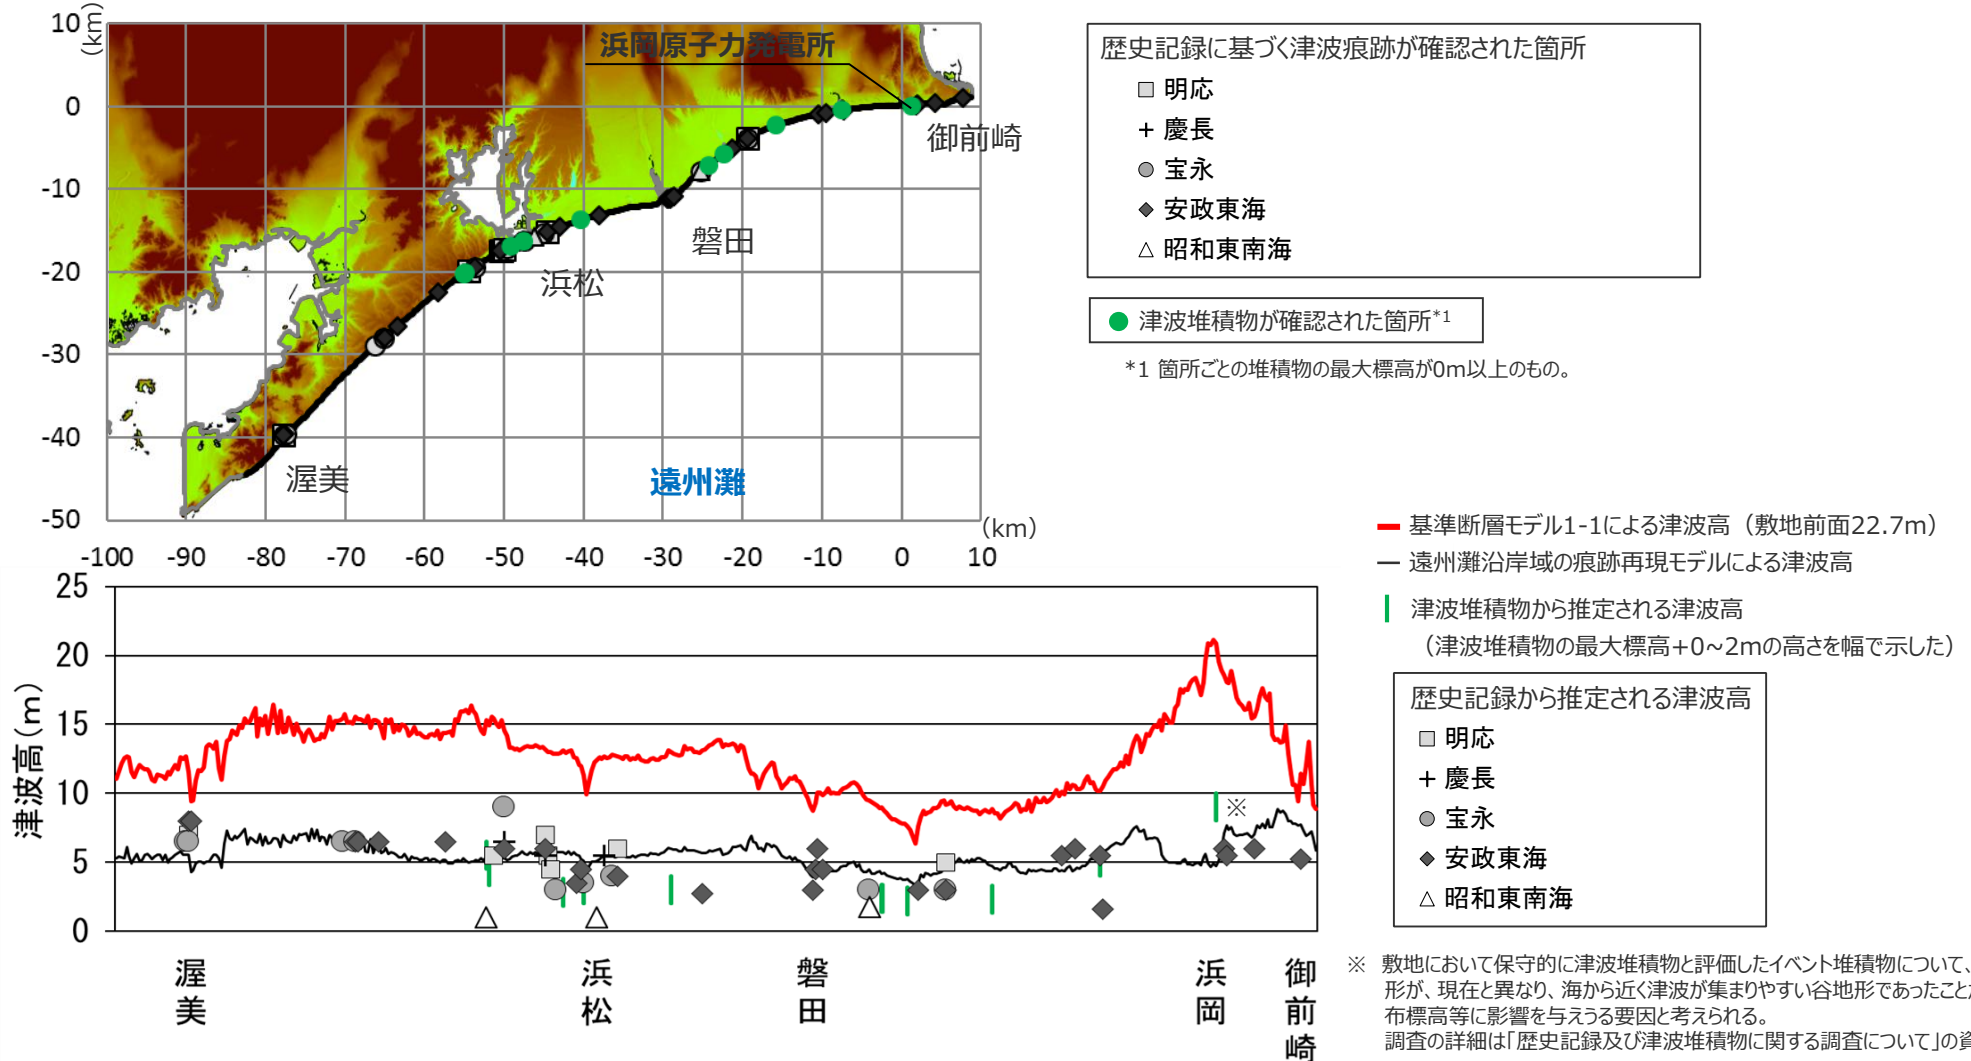 10
(km)
0
-10
-20
-30
-40
-50
-100 -90 -80 -70 -60 -50 -40 -30 -20 -10 0 10
(km)
浜岡原子力発電所
御前崎
磐田
浜松
渥美
遠州灘
歴史記録に基づく津波痕跡が確認された箇所
明応
慶長
宝永
安政東海
昭和東南海
津波堆積物が確認された箇所*1
*1 箇所ごとの堆積物の最大標高が0m以上のもの。
基準断層モデル1-1による津波高（敷地前面22.7m）
遠州灘沿岸域の痕跡再現モデルによる津波高
津波堆積物から推定される津波高
（津波堆積物の最大標高+0~2mの高さを幅で示した）
歴史記録から推定される津波高
明応
慶長
宝永
安政東海
昭和東南海
津波高(m)
25
20
15
10
5
0
※
渥美
浜松
磐田
浜岡
御前崎
※ 敷地において保守的に津波堆積物と評価したイベント堆積物について、
形が、現在と異なり、海から近く津波が集まりやすい谷地形であったこと
布標高等に影響を与えうる要因と考えられる。
調査の詳細は「歴史記録及び津波堆積物に関する調査について」の